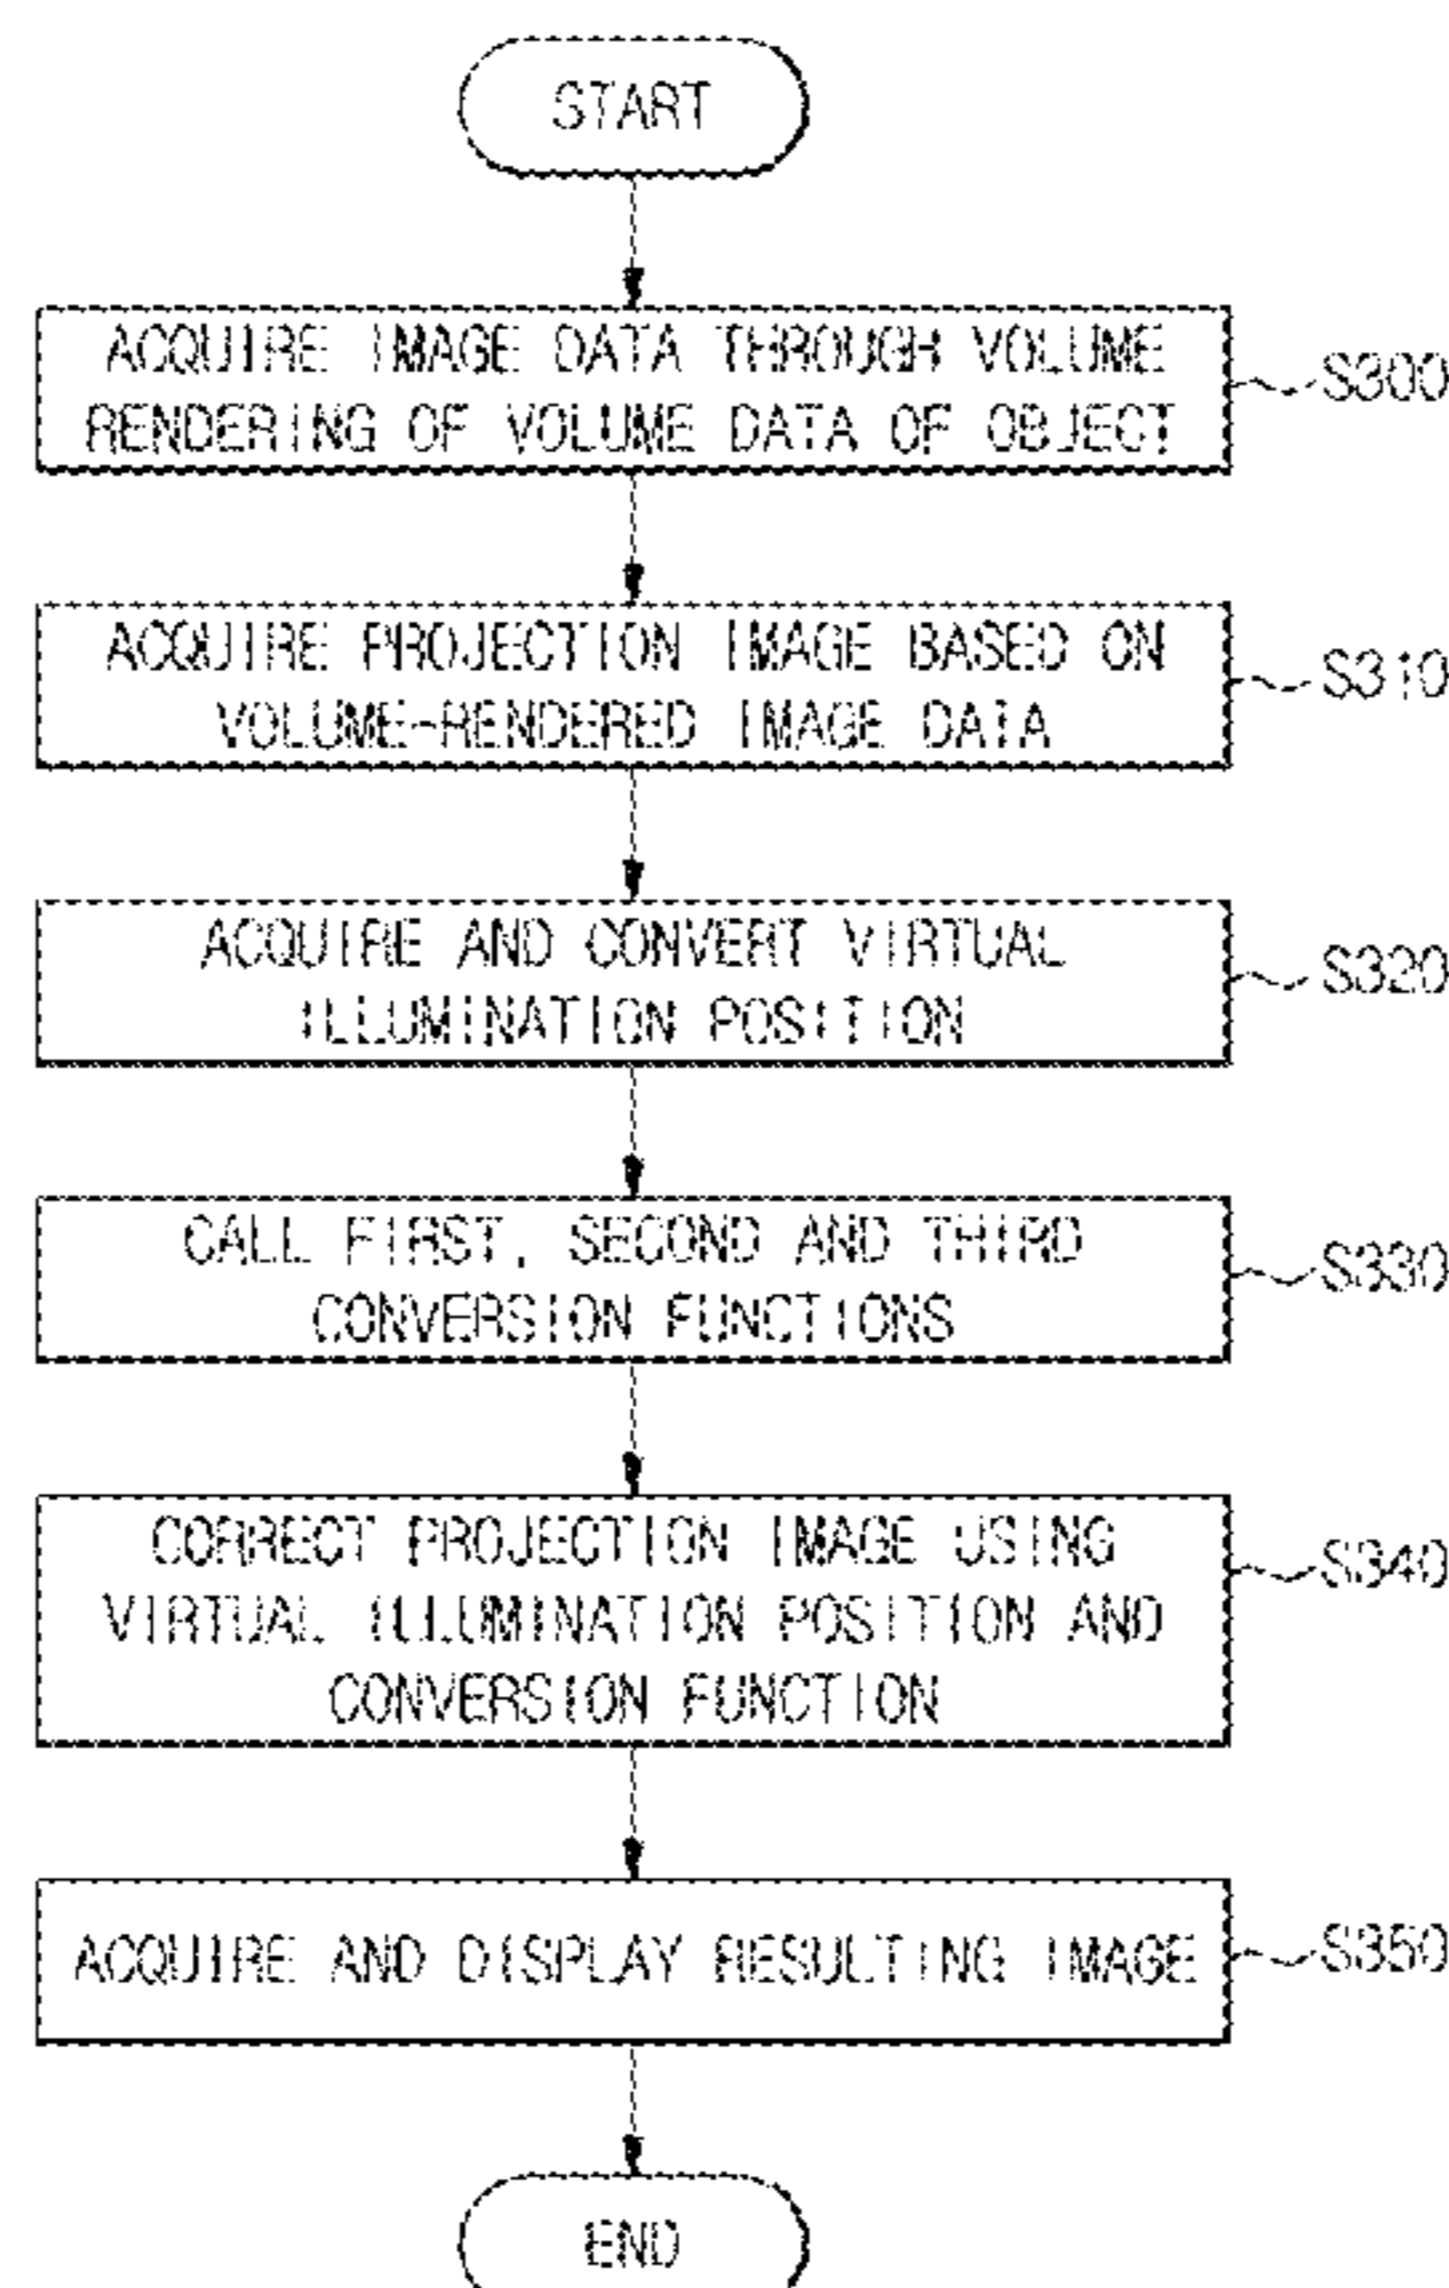 START
ACQUIRE IMAGE DATA THROUGH VOLUME
RENDERING OF VOLUME DATA OF OBJECT
S300
ACQUIRE PROJECTION IMAGE BASED ON
VOLUME-RENDERED IMAGE DATA
S310
ACQUIRE AND CONVERT VIRTUAL
ILLUMINATION POSITION
S320
CALL FIRST, SECOND AND THIRD
CONVERSION FUNCTIONS
S330
CORRECT PROJECTION IMAGE USING
VIRTUAL ILLUMINATION POSITION AND
CONVERSION FUNCTION
S340
ACQUIRE AND DISPLAY RESULTING IMAGE
S350
END